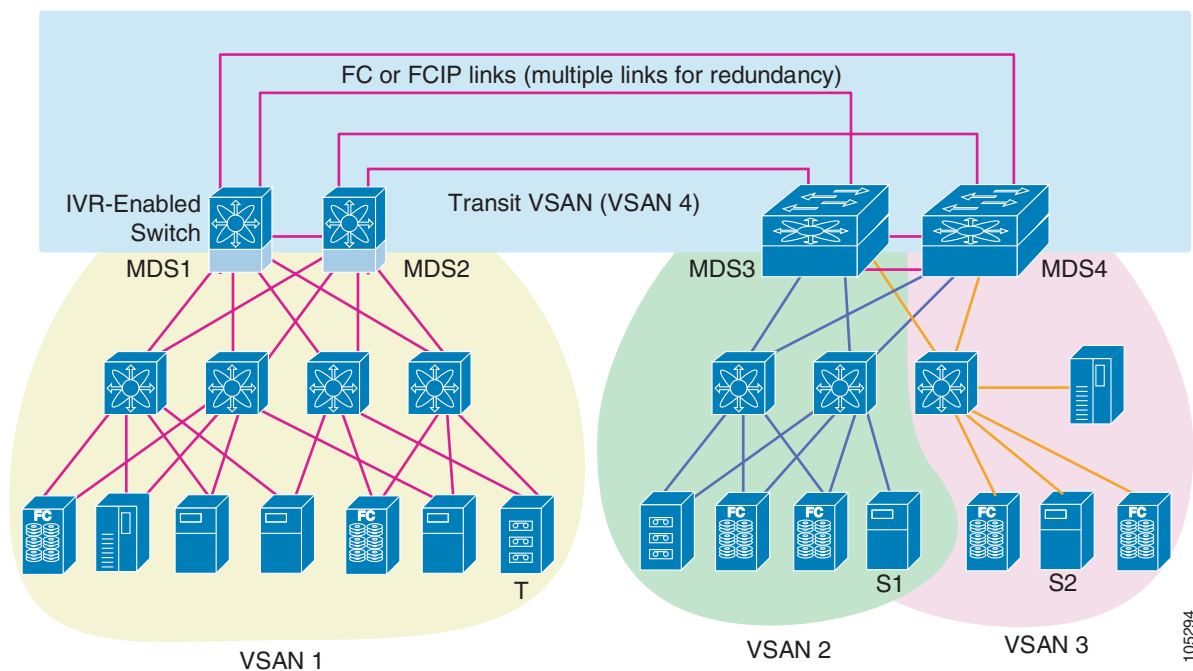 FC or FCIP links (multiple links for redundancy)
IVR-Enabled
Switch
Transit VSAN (VSAN 4)
MDS1
MDS2
MDS3
MDS4
FC
FC
FC
FC
FC
FC
T
S1
S2
VSAN 1
VSAN 2
VSAN 3
105294